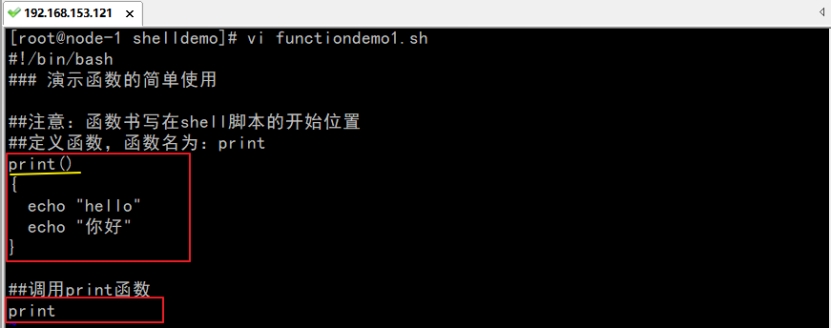 192.168.153.121 ×
[root@node-1 shelldemo]# vi functiondemo1.sh
#!/bin/bash
### 演示函数的简单使用
##注意：函数书写在shell脚本的开始位置
##定义函数，函数名为：print
print()
{
echo "hello"
echo "你好"
}
##调用print函数
print